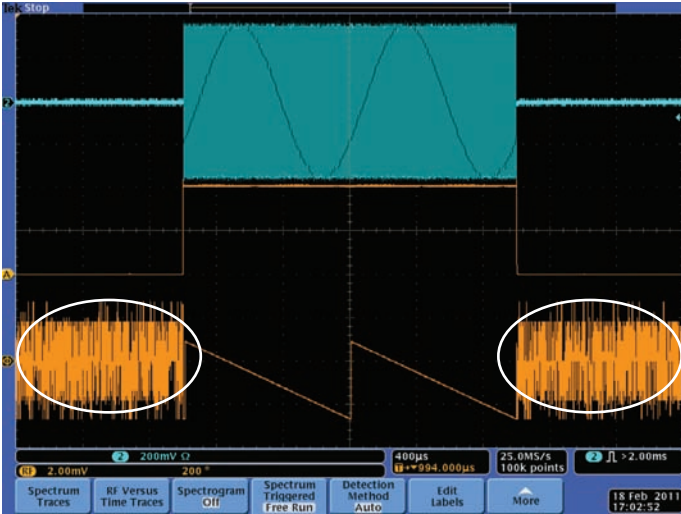 Tek Stop
2
A
Φ
2 200mV Ω
RF 2.00mV 200 °
400µs
T→▼994.000µs
25.0MS/s
100k points
2 >2.00ms
Spectrum Traces
RF Versus Time Traces
Spectrogram Off
Spectrum Triggered Free Run
Detection Method Auto
Edit Labels
More
18 Feb 2011
17:02:52